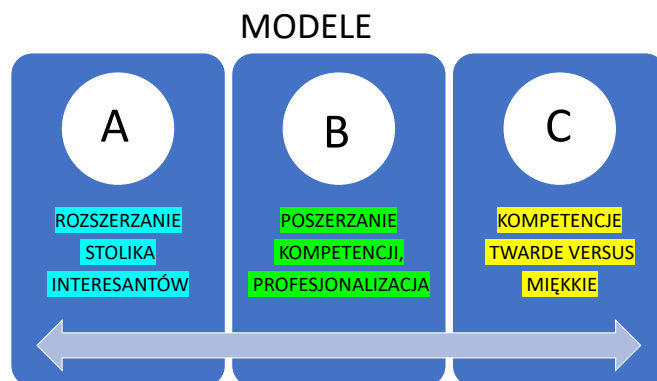 MODELE
A
ROZSZERZANIE
STOLIKA
INTERESANTÓW
B
POSZERZANIE
KOMPETENCJI,
PROFESJONALIZACJA
C
KOMPETENCJE
TWARDE VERSUS
MIĘKKIE